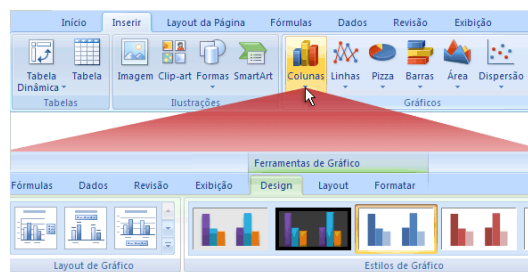 Início Inserir Layout da Página Fórmulas Dados Revisão Exibição
Tabela Dinâmica Tabela Imagem Clip-art Formas SmartArt Colunas Linhas Pizza Barras Área Dispersão
Tabelas Ilustrações Gráficos
Ferramentas de Gráfico
Fórmulas Dados Revisão Exibição Design Layout Formatar
Layout de Gráfico Estilos de Gráfico